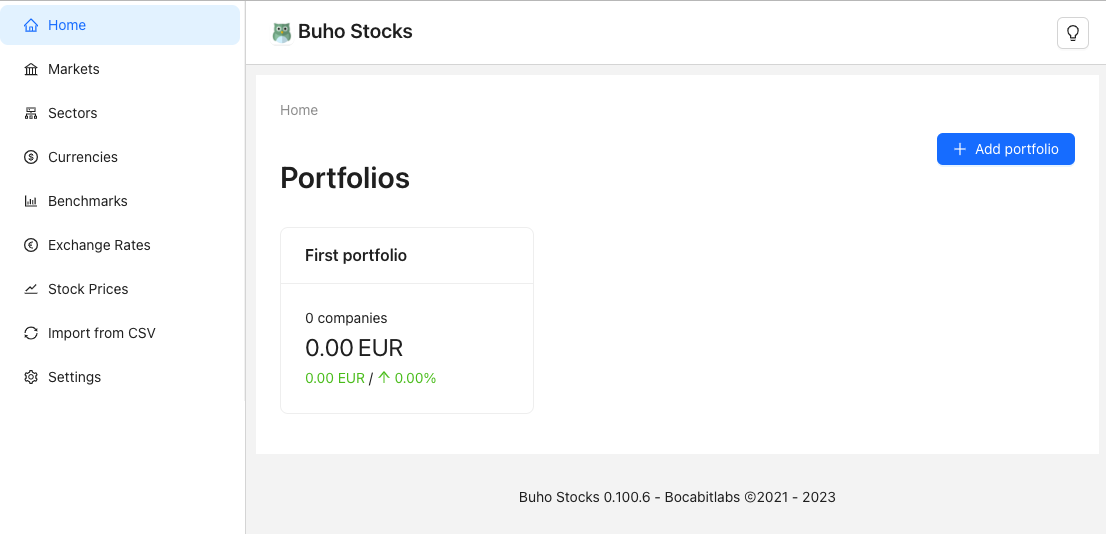 Home
Markets
Sectors
Currencies
Benchmarks
Exchange Rates
Stock Prices
Import from CSV
Settings
Buho Stocks
Home
Add portfolio
Portfolios
First portfolio
0 companies
0.00 EUR
0.00 EUR / ↑ 0.00%
Buho Stocks 0.100.6 - Bocabitlabs ©2021 - 2023